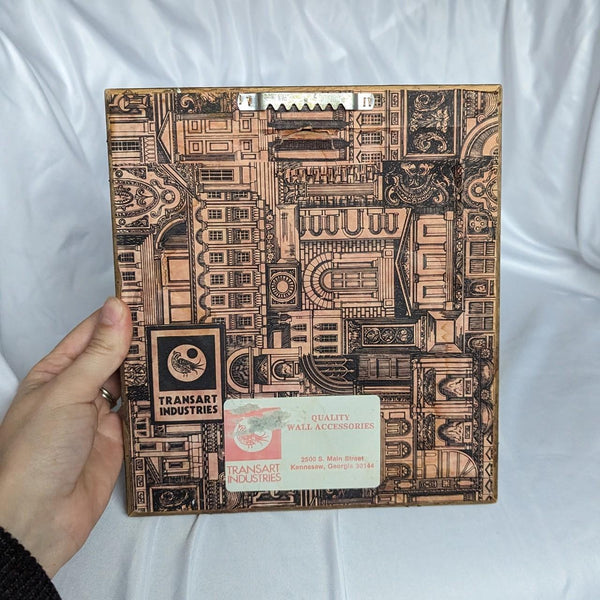 TRANSART
INDUSTRIES
QUALITY
WALL ACCESSORIES
2500 S. Main Street
Kennesaw, Georgia 30144
TRANSART
INDUSTRIES